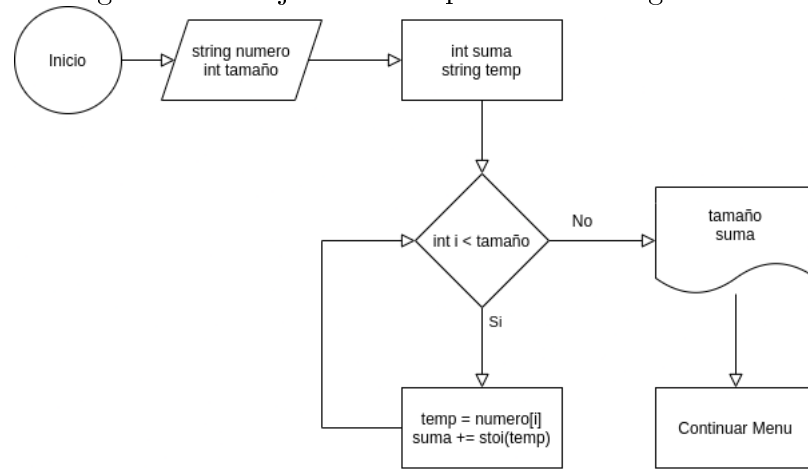 Inicio
string numero
int tamaño
int suma
string temp
int i < tamaño
No
tamaño
suma
Si
temp = numero[i]
suma += stoi(temp)
Continuar Menu